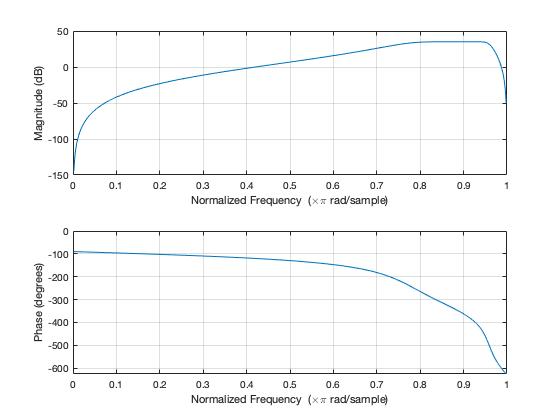 50
0
-50
-100
-150
Magnitude (dB)
0 0.1 0.2 0.3 0.4 0.5 0.6 0.7 0.8 0.9 1
Normalized Frequency (×π rad/sample)
0
-100
-200
-300
-400
-500
-600
Phase (degrees)
0 0.1 0.2 0.3 0.4 0.5 0.6 0.7 0.8 0.9 1
Normalized Frequency (×π rad/sample)